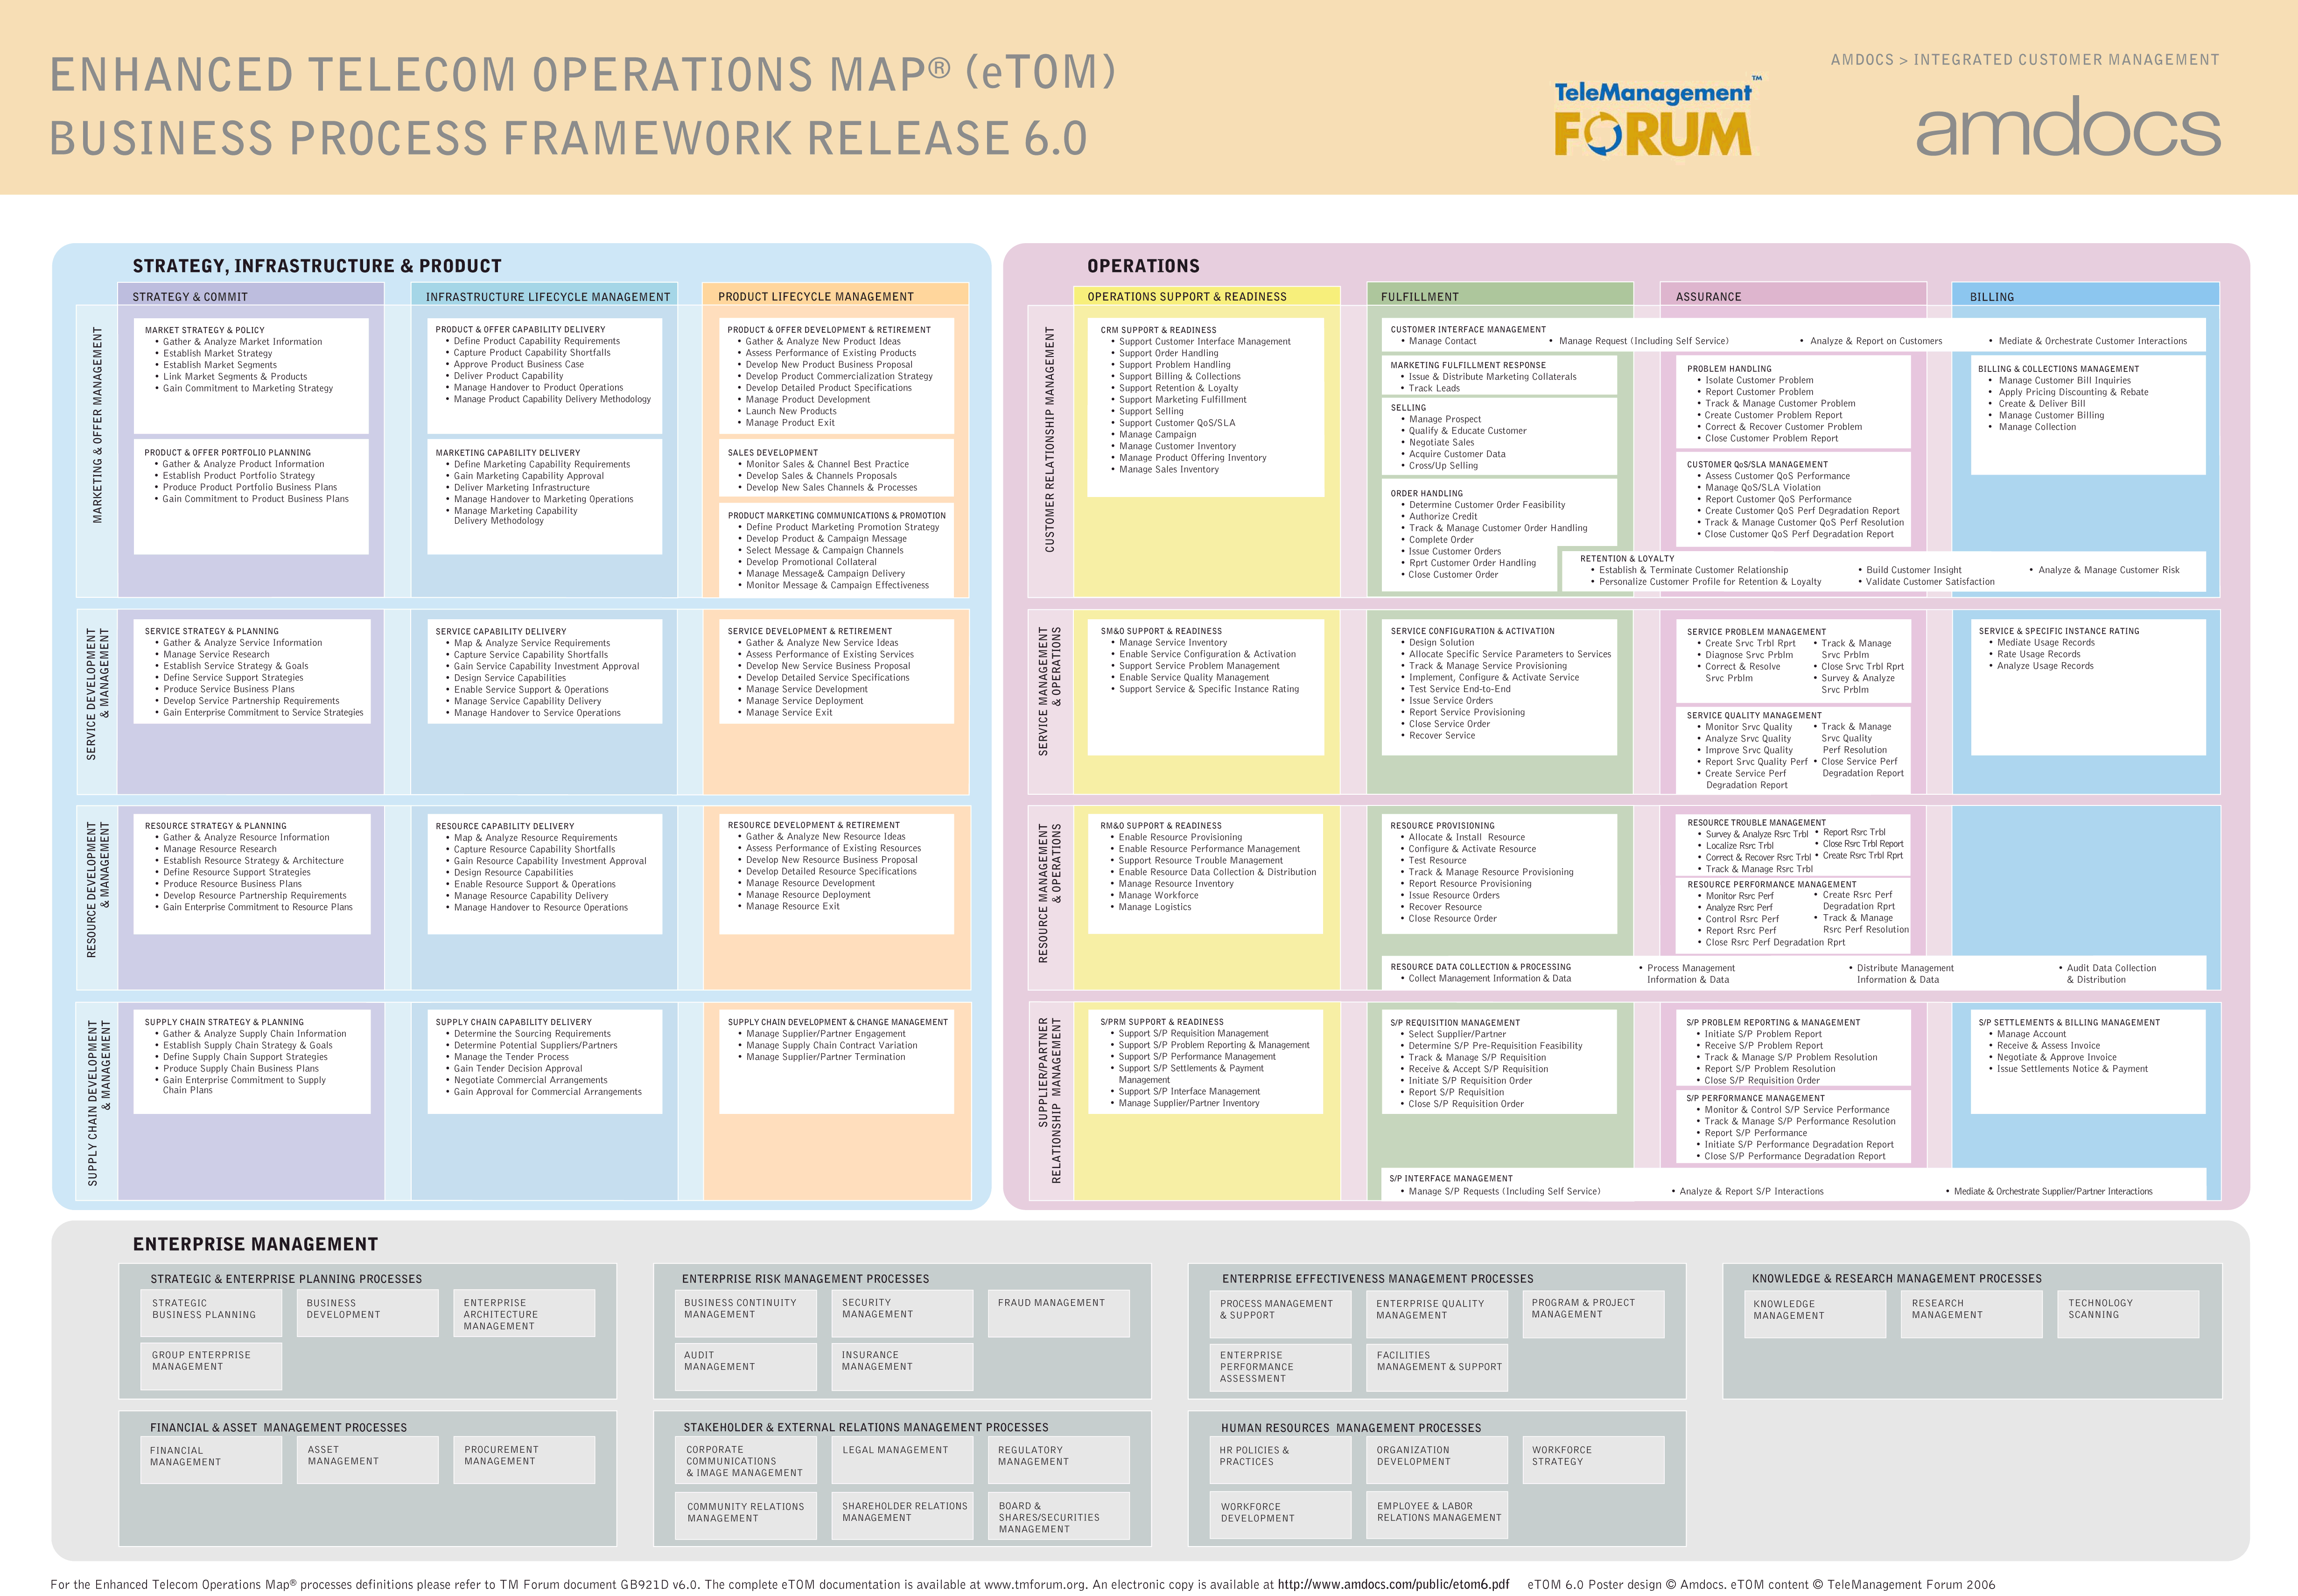 ENHANCED TELECOM OPERATIONS MAP® (eTOM)
BUSINESS PROCESS FRAMEWORK RELEASE 6.0
TeleManagement™
FORUM
AMDOCS > INTEGRATED CUSTOMER MANAGEMENT
amdocs
STRATEGY, INFRASTRUCTURE & PRODUCT
STRATEGY & COMMIT
INFRASTRUCTURE LIFECYCLE MANAGEMENT
PRODUCT LIFECYCLE MANAGEMENT
MARKETING & OFFER MANAGEMENT
MARKET STRATEGY & POLICY
• Gather & Analyze Market Information
• Establish Market Strategy
• Establish Market Segments
• Link Market Segments & Products
• Gain Commitment to Marketing Strategy
PRODUCT & OFFER PORTFOLIO PLANNING
• Gather & Analyze Product Information
• Establish Product Portfolio Strategy
• Produce Product Portfolio Business Plans
• Gain Commitment to Product Business Plans
PRODUCT & OFFER CAPABILITY DELIVERY
• Define Product Capability Requirements
• Capture Product Capability Shortfalls
• Approve Product Business Case
• Deliver Product Capability
• Manage Handover to Product Operations
• Manage Product Capability Delivery Methodology
MARKETING CAPABILITY DELIVERY
• Define Marketing Capability Requirements
• Gain Marketing Capability Approval
• Deliver Marketing Infrastructure
• Manage Handover to Marketing Operations
• Manage Marketing Capability
Delivery Methodology
PRODUCT & OFFER DEVELOPMENT & RETIREMENT
• Gather & Analyze New Product Ideas
• Assess Performance of Existing Products
• Develop New Product Business Proposal
• Develop Product Commercialization Strategy
• Develop Detailed Product Specifications
• Manage Product Development
• Launch New Products
• Manage Product Exit
SALES DEVELOPMENT
• Monitor Sales & Channel Best Practice
• Develop Sales & Channels Proposals
• Develop New Sales Channels & Processes
PRODUCT MARKETING COMMUNICATIONS & PROMOTION
• Define Product Marketing Promotion Strategy
• Develop Product & Campaign Message
• Select Message & Campaign Channels
• Develop Promotional Collateral
• Manage Message& Campaign Delivery
• Monitor Message & Campaign Effectiveness
SERVICE DEVELOPMENT
& MANAGEMENT
SERVICE STRATEGY & PLANNING
• Gather & Analyze Service Information
• Manage Service Research
• Establish Service Strategy & Goals
• Define Service Support Strategies
• Produce Service Business Plans
• Develop Service Partnership Requirements
• Gain Enterprise Commitment to Service Strategies
SERVICE CAPABILITY DELIVERY
• Map & Analyze Service Requirements
• Capture Service Capability Shortfalls
• Gain Service Capability Investment Approval
• Design Service Capabilities
• Enable Service Support & Operations
• Manage Service Capability Delivery
• Manage Handover to Service Operations
SERVICE DEVELOPMENT & RETIREMENT
• Gather & Analyze New Service Ideas
• Assess Performance of Existing Services
• Develop New Service Business Proposal
• Develop Detailed Service Specifications
• Manage Service Development
• Manage Service Deployment
• Manage Service Exit
RESOURCE DEVELOPMENT
& MANAGEMENT
RESOURCE STRATEGY & PLANNING
• Gather & Analyze Resource Information
• Manage Resource Research
• Establish Resource Strategy & Architecture
• Define Resource Support Strategies
• Produce Resource Business Plans
• Develop Resource Partnership Requirements
• Gain Enterprise Commitment to Resource Plans
RESOURCE CAPABILITY DELIVERY
• Map & Analyze Resource Requirements
• Capture Resource Capability Shortfalls
• Gain Resource Capability Investment Approval
• Design Resource Capabilities
• Enable Resource Support & Operations
• Manage Resource Capability Delivery
• Manage Handover to Resource Operations
RESOURCE DEVELOPMENT & RETIREMENT
• Gather & Analyze New Resource Ideas
• Assess Performance of Existing Resources
• Develop New Resource Business Proposal
• Develop Detailed Resource Specifications
• Manage Resource Development
• Manage Resource Deployment
• Manage Resource Exit
SUPPLY CHAIN DEVELOPMENT
& MANAGEMENT
SUPPLY CHAIN STRATEGY & PLANNING
• Gather & Analyze Supply Chain Information
• Establish Supply Chain Strategy & Goals
• Define Supply Chain Support Strategies
• Produce Supply Chain Business Plans
• Gain Enterprise Commitment to Supply
Chain Plans
SUPPLY CHAIN CAPABILITY DELIVERY
• Determine the Sourcing Requirements
• Determine Potential Suppliers/Partners
• Manage the Tender Process
• Gain Tender Decision Approval
• Negotiate Commercial Arrangements
• Gain Approval for Commercial Arrangements
SUPPLY CHAIN DEVELOPMENT & CHANGE MANAGEMENT
• Manage Supplier/Partner Engagement
• Manage Supply Chain Contract Variation
• Manage Supplier/Partner Termination
OPERATIONS
OPERATIONS SUPPORT & READINESS
FULFILLMENT
ASSURANCE
BILLING
CUSTOMER RELATIONSHIP MANAGEMENT
CRM SUPPORT & READINESS
• Support Customer Interface Management
• Support Order Handling
• Support Problem Handling
• Support Billing & Collections
• Support Retention & Loyalty
• Support Marketing Fulfillment
• Support Selling
• Support Customer QoS/SLA
• Manage Campaign
• Manage Customer Inventory
• Manage Product Offering Inventory
• Manage Sales Inventory
CUSTOMER INTERFACE MANAGEMENT
• Manage Contact • Manage Request (Including Self Service) • Analyze & Report on Customers • Mediate & Orchestrate Customer Interactions
MARKETING FULFILLMENT RESPONSE
• Issue & Distribute Marketing Collaterals
• Track Leads
SELLING
• Manage Prospect
• Qualify & Educate Customer
• Negotiate Sales
• Acquire Customer Data
• Cross/Up Selling
ORDER HANDLING
• Determine Customer Order Feasibility
• Authorize Credit
• Track & Manage Customer Order Handling
• Complete Order
• Issue Customer Orders
• Rprt Customer Order Handling
• Close Customer Order
PROBLEM HANDLING
• Isolate Customer Problem
• Report Customer Problem
• Track & Manage Customer Problem
• Create Customer Problem Report
• Correct & Recover Customer Problem
• Close Customer Problem Report
CUSTOMER QoS/SLA MANAGEMENT
• Assess Customer QoS Performance
• Manage QoS/SLA Violation
• Report Customer QoS Performance
• Create Customer QoS Perf Degradation Report
• Track & Manage Customer QoS Perf Resolution
• Close Customer QoS Perf Degradation Report
BILLING & COLLECTIONS MANAGEMENT
• Manage Customer Bill Inquiries
• Apply Pricing Discounting & Rebate
• Create & Deliver Bill
• Manage Customer Billing
• Manage Collection
RETENTION & LOYALTY
• Establish & Terminate Customer Relationship • Build Customer Insight • Analyze & Manage Customer Risk
• Personalize Customer Profile for Retention & Loyalty • Validate Customer Satisfaction
SERVICE MANAGEMENT
& OPERATIONS
SM&O SUPPORT & READINESS
• Manage Service Inventory
• Enable Service Configuration & Activation
• Support Service Problem Management
• Enable Service Quality Management
• Support Service & Specific Instance Rating
SERVICE CONFIGURATION & ACTIVATION
• Design Solution
• Allocate Specific Service Parameters to Services
• Track & Manage Service Provisioning
• Implement, Configure & Activate Service
• Test Service End-to-End
• Issue Service Orders
• Report Service Provisioning
• Close Service Order
• Recover Service
SERVICE PROBLEM MANAGEMENT
• Create Srvc Trbl Rprt
• Diagnose Srvc Prblm
• Correct & Resolve
Srvc Prblm
• Track & Manage
Srvc Prblm
• Close Srvc Trbl Rprt
• Survey & Analyze
Srvc Prblm
SERVICE QUALITY MANAGEMENT
• Monitor Srvc Quality
• Analyze Srvc Quality
• Improve Srvc Quality
• Report Srvc Quality Perf
• Create Service Perf
Degradation Report
• Track & Manage
Srvc Quality
Perf Resolution
• Close Service Perf
Degradation Report
SERVICE & SPECIFIC INSTANCE RATING
• Mediate Usage Records
• Rate Usage Records
• Analyze Usage Records
RESOURCE MANAGEMENT
& OPERATIONS
RM&O SUPPORT & READINESS
• Enable Resource Provisioning
• Enable Resource Performance Management
• Support Resource Trouble Management
• Enable Resource Data Collection & Distribution
• Manage Resource Inventory
• Manage Workforce
• Manage Logistics
RESOURCE PROVISIONING
• Allocate & Install Resource
• Configure & Activate Resource
• Test Resource
• Track & Manage Resource Provisioning
• Report Resource Provisioning
• Issue Resource Orders
• Recover Resource
• Close Resource Order
RESOURCE TROUBLE MANAGEMENT
• Survey & Analyze Rsrc Trbl
• Localize Rsrc Trbl
• Correct & Recover Rsrc Trbl
• Track & Manage Rsrc Trbl
• Report Rsrc Trbl
• Close Rsrc Trbl Report
• Create Rsrc Trbl Rprt
RESOURCE PERFORMANCE MANAGEMENT
• Monitor Rsrc Perf
• Analyze Rsrc Perf
• Control Rsrc Perf
• Report Rsrc Perf
• Close Rsrc Perf Degradation Rprt
• Create Rsrc Perf
Degradation Rprt
• Track & Manage
Rsrc Perf Resolution
RESOURCE DATA COLLECTION & PROCESSING
• Collect Management Information & Data
• Process Management
Information & Data
• Distribute Management
Information & Data
• Audit Data Collection
& Distribution
SUPPLIER/PARTNER
RELATIONSHIP MANAGEMENT
S/PRM SUPPORT & READINESS
• Support S/P Requisition Management
• Support S/P Problem Reporting & Management
• Support S/P Performance Management
• Support S/P Settlements & Payment
Management
• Support S/P Interface Management
• Manage Supplier/Partner Inventory
S/P REQUISITION MANAGEMENT
• Select Supplier/Partner
• Determine S/P Pre-Requisition Feasibility
• Track & Manage S/P Requisition
• Receive & Accept S/P Requisition
• Initiate S/P Requisition Order
• Report S/P Requisition
• Close S/P Requisition Order
S/P PROBLEM REPORTING & MANAGEMENT
• Initiate S/P Problem Report
• Receive S/P Problem Report
• Track & Manage S/P Problem Resolution
• Report S/P Problem Resolution
• Close S/P Requisition Order
S/P PERFORMANCE MANAGEMENT
• Monitor & Control S/P Service Performance
• Track & Manage S/P Performance Resolution
• Report S/P Performance
• Initiate S/P Performance Degradation Report
• Close S/P Performance Degradation Report
S/P SETTLEMENTS & BILLING MANAGEMENT
• Manage Account
• Receive & Assess Invoice
• Negotiate & Approve Invoice
• Issue Settlements Notice & Payment
S/P INTERFACE MANAGEMENT
• Manage S/P Requests (Including Self Service) • Analyze & Report S/P Interactions • Mediate & Orchestrate Supplier/Partner Interactions
ENTERPRISE MANAGEMENT
STRATEGIC & ENTERPRISE PLANNING PROCESSES
STRATEGIC
BUSINESS PLANNING
BUSINESS
DEVELOPMENT
ENTERPRISE
ARCHITECTURE
MANAGEMENT
GROUP ENTERPRISE
MANAGEMENT
ENTERPRISE RISK MANAGEMENT PROCESSES
BUSINESS CONTINUITY
MANAGEMENT
SECURITY
MANAGEMENT
FRAUD MANAGEMENT
AUDIT
MANAGEMENT
INSURANCE
MANAGEMENT
ENTERPRISE EFFECTIVENESS MANAGEMENT PROCESSES
PROCESS MANAGEMENT
& SUPPORT
ENTERPRISE QUALITY
MANAGEMENT
PROGRAM & PROJECT
MANAGEMENT
ENTERPRISE
PERFORMANCE
ASSESSMENT
FACILITIES
MANAGEMENT & SUPPORT
KNOWLEDGE & RESEARCH MANAGEMENT PROCESSES
KNOWLEDGE
MANAGEMENT
RESEARCH
MANAGEMENT
TECHNOLOGY
SCANNING
FINANCIAL & ASSET MANAGEMENT PROCESSES
FINANCIAL
MANAGEMENT
ASSET
MANAGEMENT
PROCUREMENT
MANAGEMENT
STAKEHOLDER & EXTERNAL RELATIONS MANAGEMENT PROCESSES
CORPORATE
COMMUNICATIONS
& IMAGE MANAGEMENT
LEGAL MANAGEMENT
REGULATORY
MANAGEMENT
COMMUNITY RELATIONS
MANAGEMENT
SHAREHOLDER RELATIONS
MANAGEMENT
BOARD &
SHARES/SECURITIES
MANAGEMENT
HUMAN RESOURCES MANAGEMENT PROCESSES
HR POLICIES &
PRACTICES
ORGANIZATION
DEVELOPMENT
WORKFORCE
STRATEGY
WORKFORCE
DEVELOPMENT
EMPLOYEE & LABOR
RELATIONS MANAGEMENT
For the Enhanced Telecom Operations Map® processes definitions please refer to TM Forum document GB921D v6.0. The complete eTOM documentation is available at www.tmforum.org. An electronic copy is available at http://www.amdocs.com/public/etom6.pdf eTOM 6.0 Poster design © Amdocs. eTOM content © TeleManagement Forum 2006